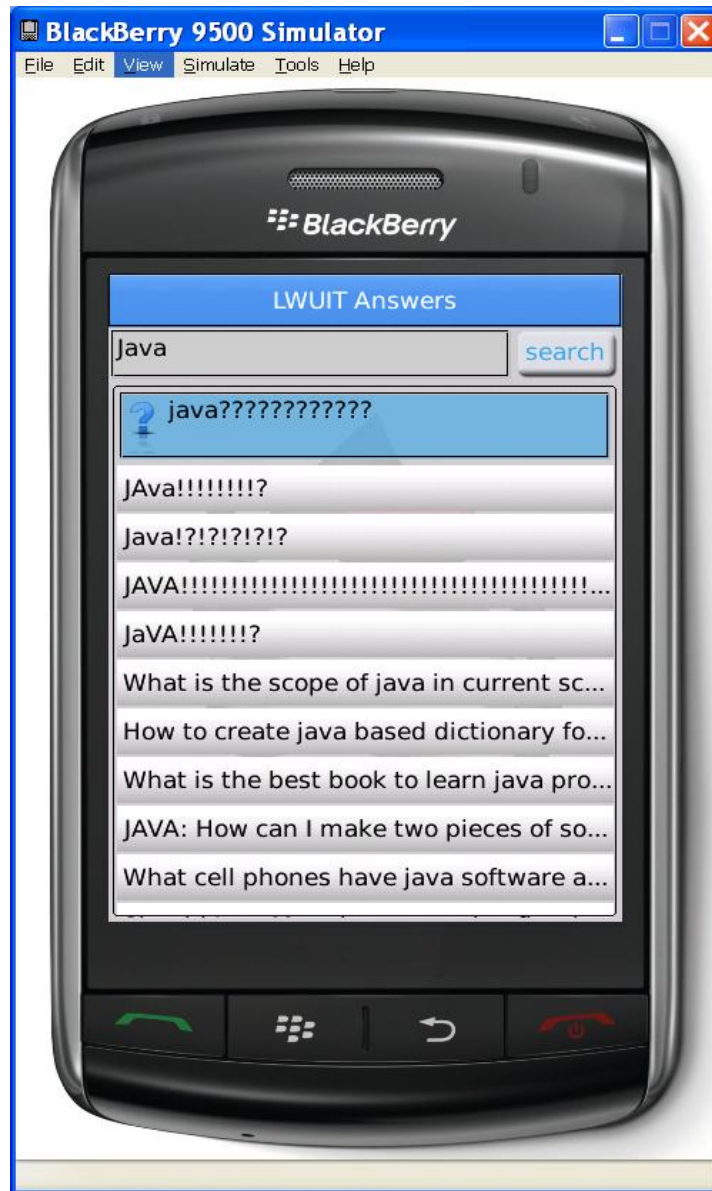 BlackBerry 9500 Simulator
File Edit View Simulate Tools Help
BlackBerry
LWUIT Answers
Java search
java????????????
JAva!!!!!!!!?
Java!?!?!?!?!?
JAVA!!!!!!!!!!!!!!!!!!!!!!!!!!!!!!!!!!!!!!!!!!...
JaVA!!!!!!!?
What is the scope of java in current sc...
How to create java based dictionary fo...
What is the best book to learn java pro...
JAVA: How can I make two pieces of so...
What cell phones have java software a...